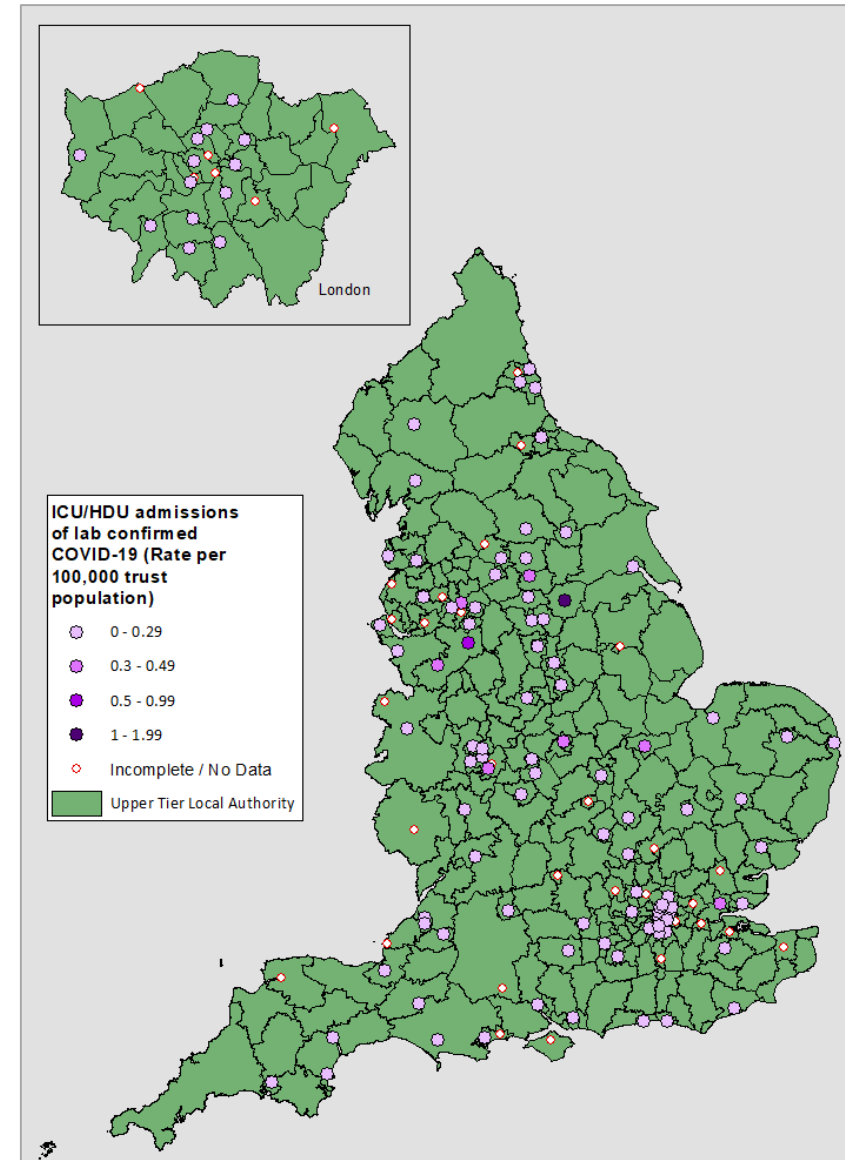 London
ICU/HDU admissions
of lab confirmed
COVID-19 (Rate per
100,000 trust
population)
0 - 0.29
0.3 - 0.49
0.5 - 0.99
1 - 1.99
Incomplete / No Data
Upper Tier Local Authority